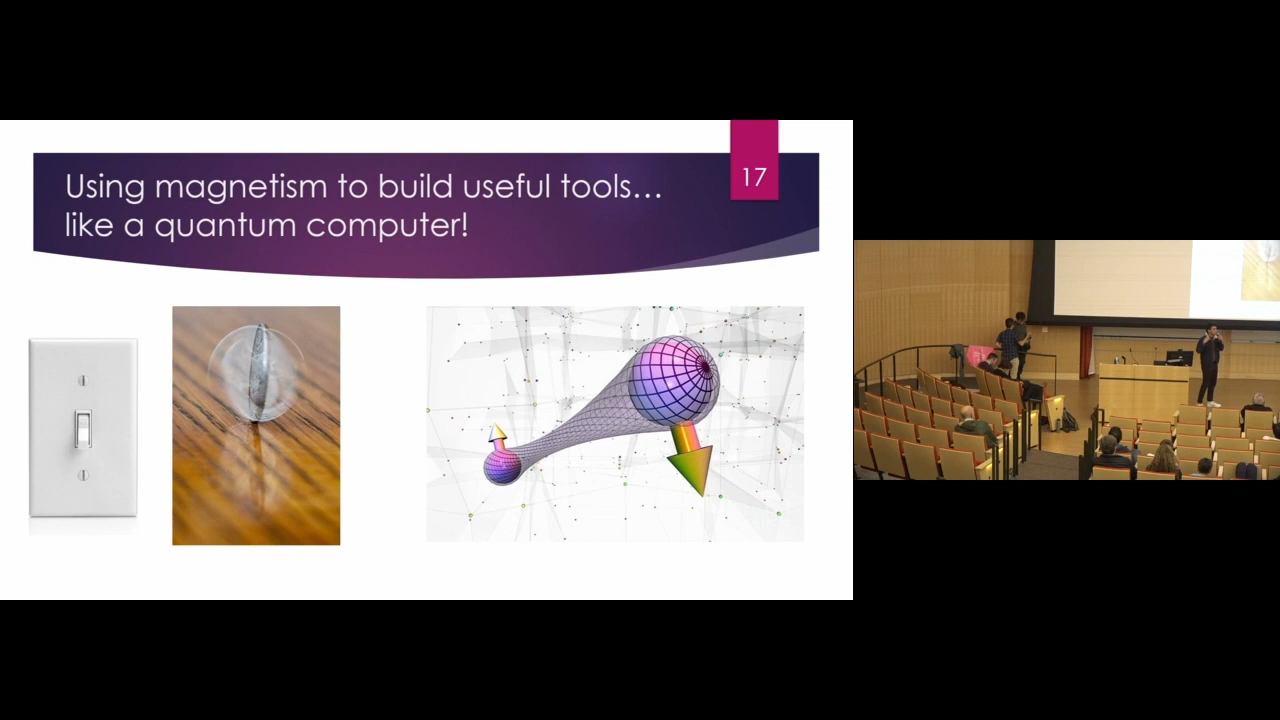 Using magnetism to build useful tools…
like a quantum computer!
17